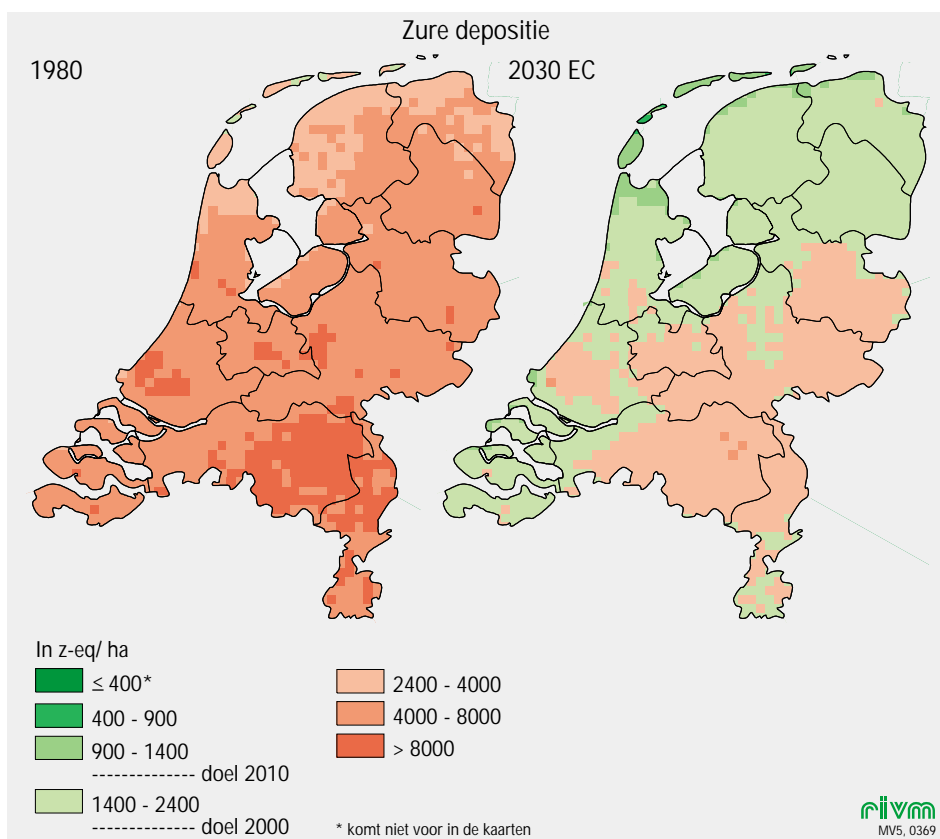 Zure depositie
1980
2030 EC
In z-eq/ ha
≤ 400*
400 - 900
900 - 1400
-------------- doel 2010
1400 - 2400
-------------- doel 2000
2400 - 4000
4000 - 8000
> 8000
* komt niet voor in de kaarten
rivm
MV5, 0369